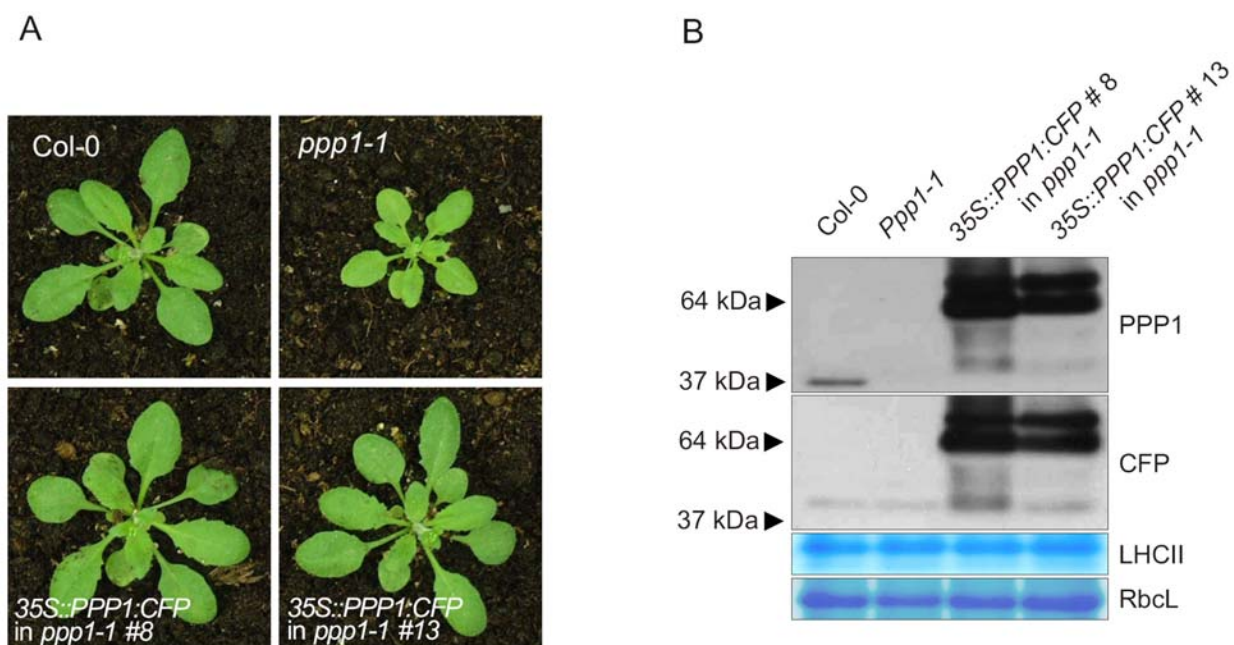 A
Col-0
ppp1-1
35S::PPP1:CFP
in ppp1-1 #8
35S::PPP1:CFP
in ppp1-1 #13
B
Col-0
Ppp1-1
35S::PPP1:CFP # 8
in ppp1-1
35S::PPP1:CFP # 13
in ppp1-1
64 kDa
37 kDa
PPP1
64 kDa
37 kDa
CFP
LHCII
RbcL